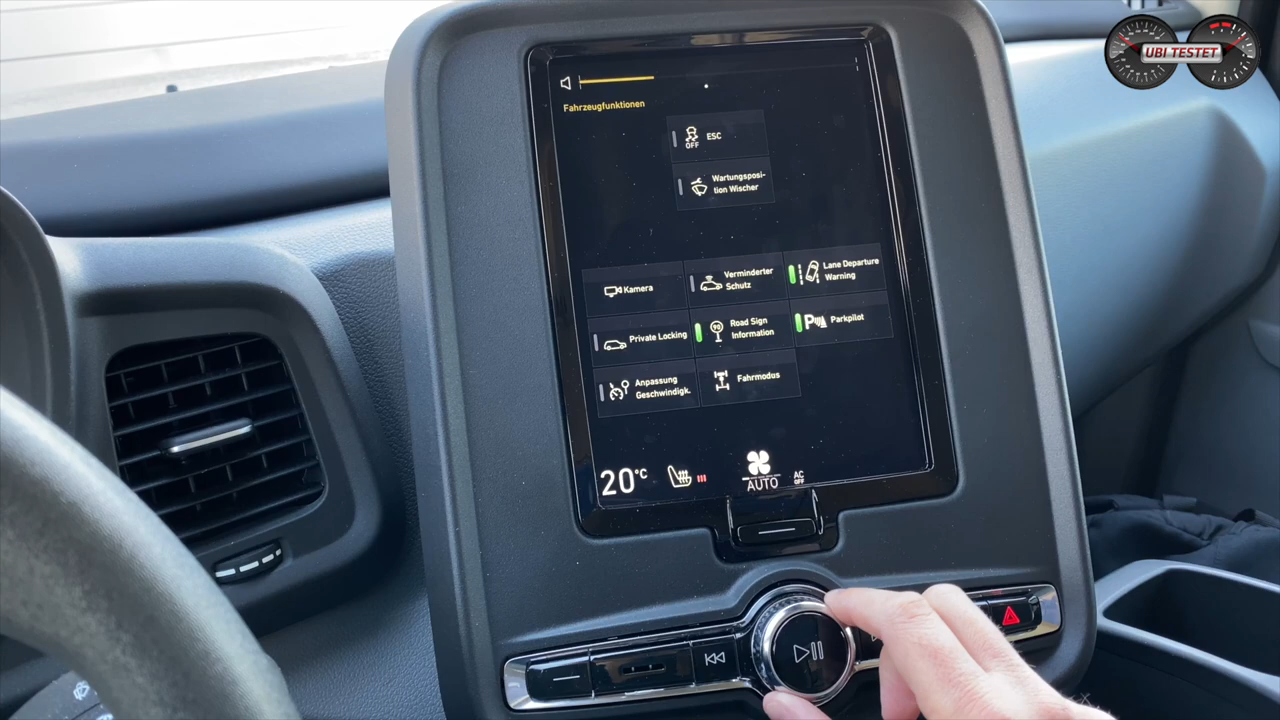 UBI TESTET
Fahrzeugfunktionen
OFF ESC
Wartungsposi-
tion Wischer
Kamera
Verminderter
Schutz
Lane Departure
Warning
Private Locking
90 Road Sign
Information
P Parkpilot
Anpassung
Geschwindigk.
Fahrmodus
20°C
AUTO
AC
OFF